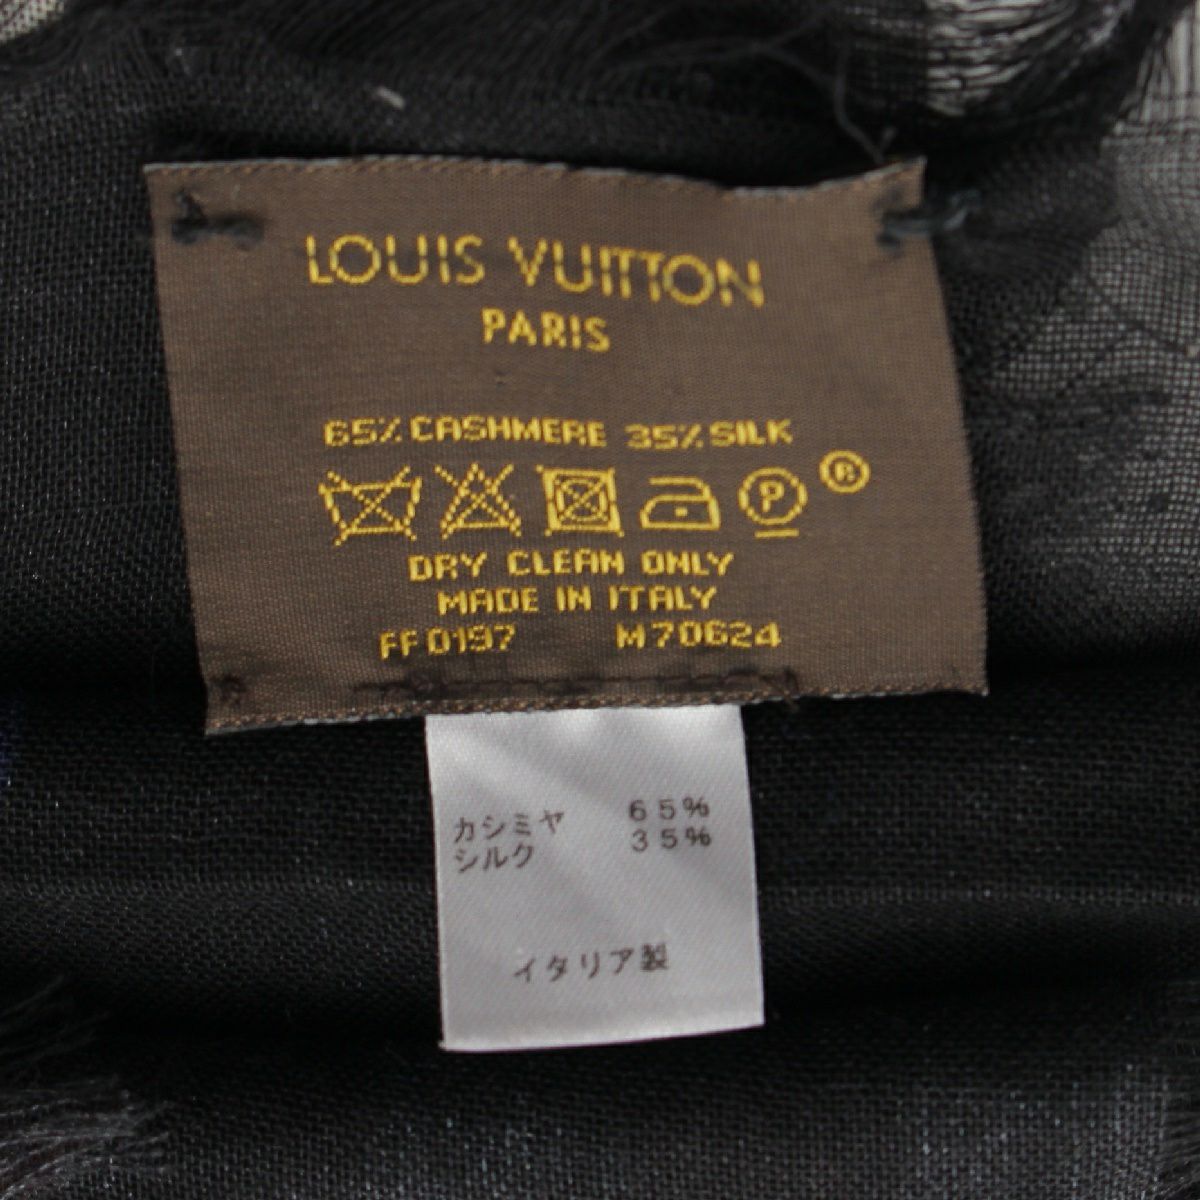 LOUIS VUITTON
PARIS
65% CASHMERE 35% SILK
P ®
DRY CLEAN ONLY
MADE IN ITALY
FF0197 M70624
カシミヤ 65%
シルク 35%
イタリア製